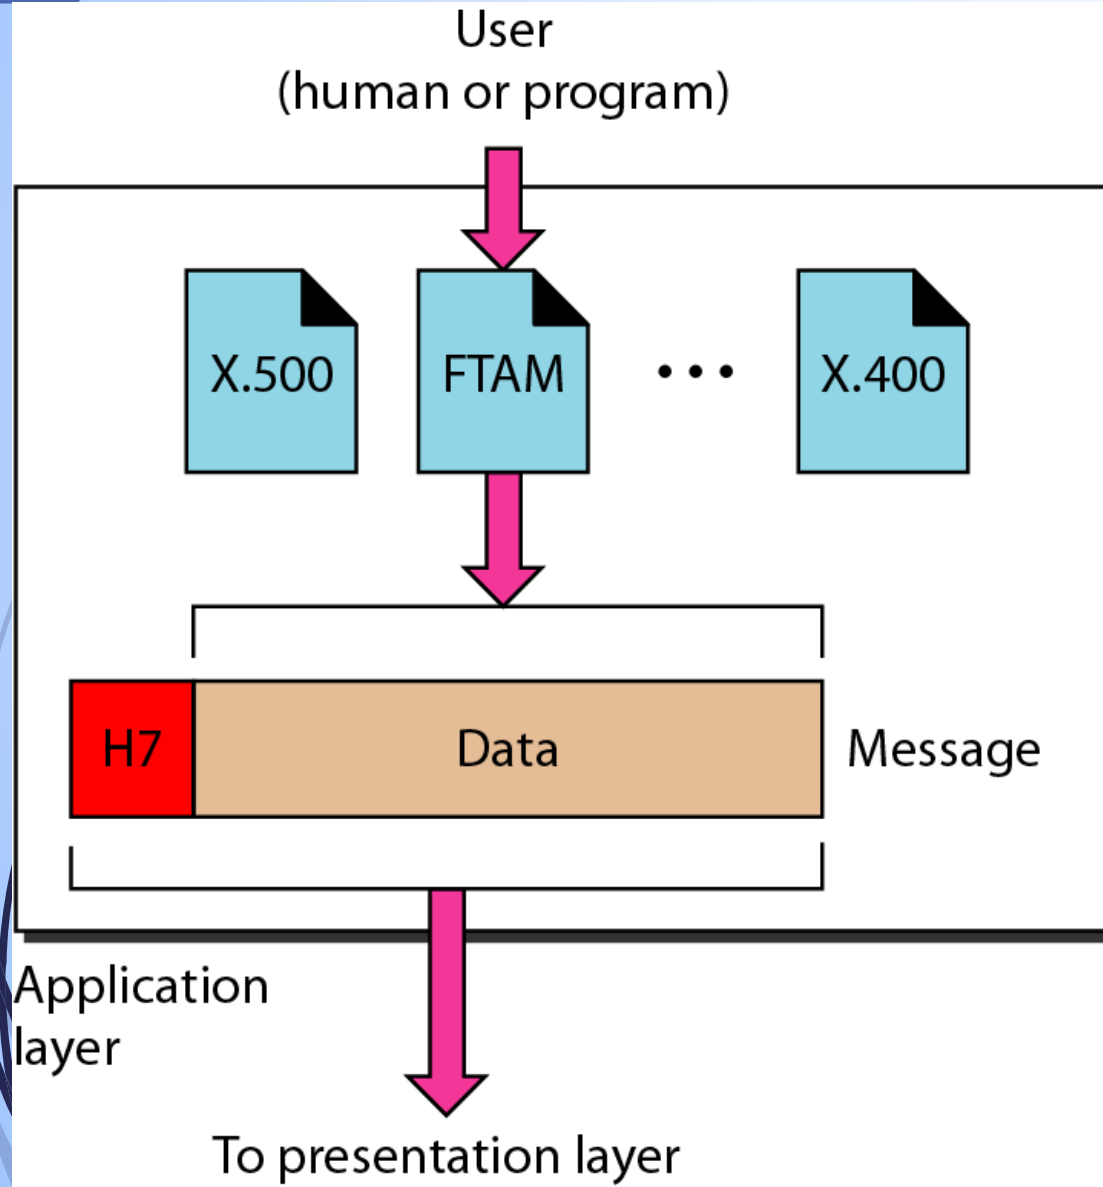 User
(human or program)
X.500 FTAM ... X.400
H7 Data Message
Application
layer
To presentation layer